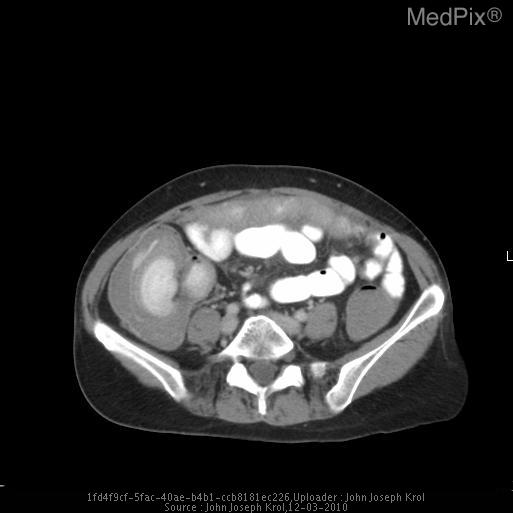 MedPix®
L
1fd4f9cf-5fac-40ae-b4b1-ccb8181ec226,Uploader : John Joseph Krol
Source : John Joseph Krol,12-03-2010